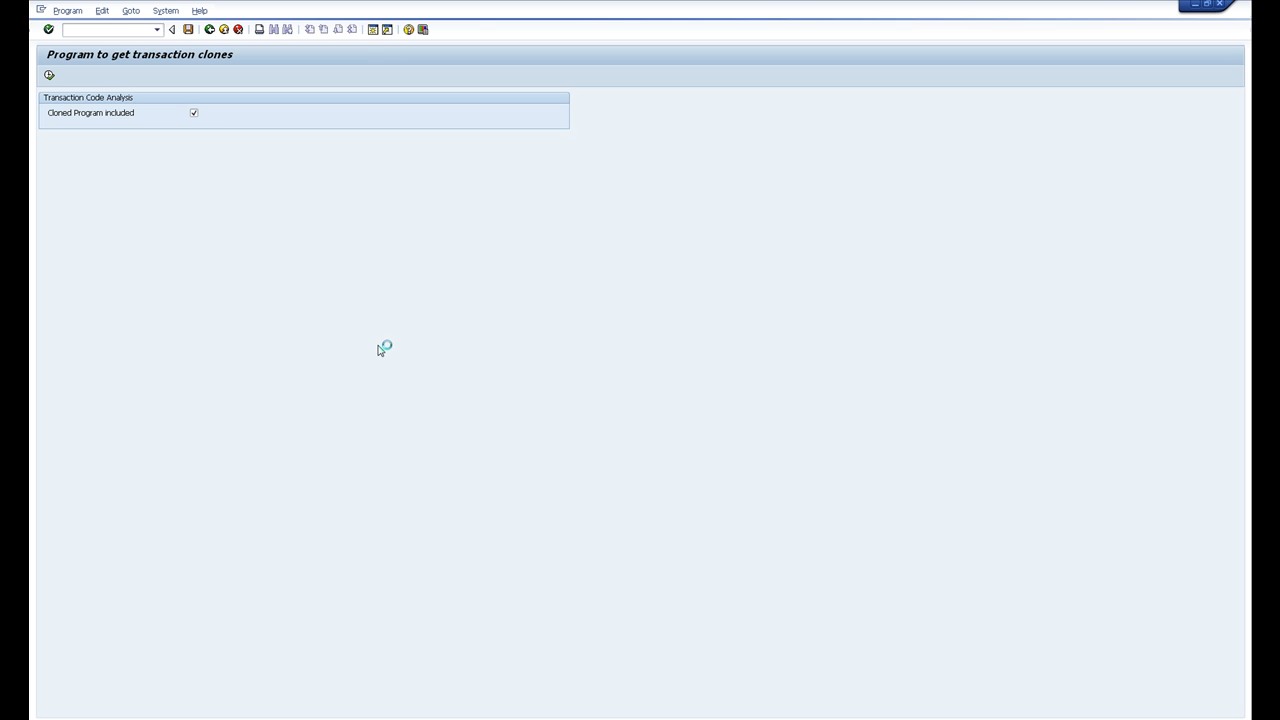 Program Edit Goto System Help
Program to get transaction clones
Transaction Code Analysis
Cloned Program included